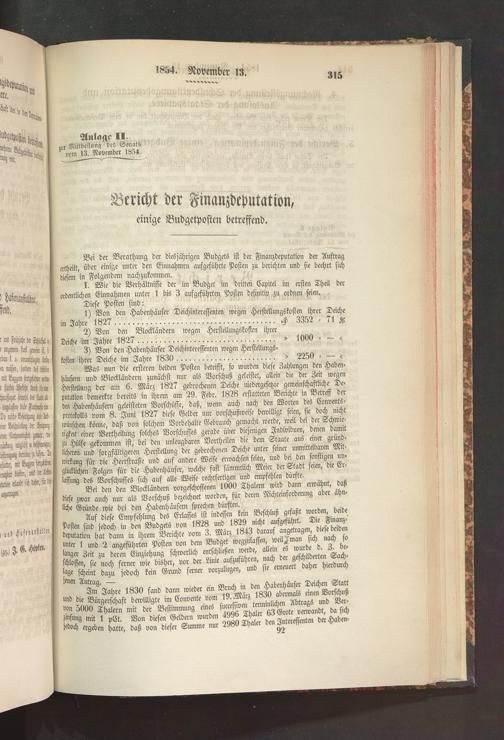 1854. November 13.
315
Anlage II.
zur Mittheilung des Senats
vom 13. November 1854.
Bericht der Finanzdeputation,
einige Budgetposten betreffend.
Bei der Berathung der diesjährigen Budgets ist der Finanzdeputation der Auftrag
ertheilt, über einige unter den Einnahmen aufgeführte Posten zu berichten und sie beehrt sich
diesem in Folgendem nachzukommen.
1. Wie die Verhältnisse der im Budget im dritten Capitel im ersten Theil der
ordentlichen Einnahmen unter 1 bis 3 aufgeführten Posten definitiv zu ordnen seien.
Diese Posten sind:
1) Von den Habenhauser Deichinteressenten wegen Herstellungskosten ihrer Deiche
im Jahre 1827 3352 " 71
2) Von den Blockländern wegen Herstellungskosten ihrer
Deiche im Jahre 1827 " 1000 " —
3) Von den Habenhäuser Deichinteressenten wegen Herstellungs-
kosten ihrer Deiche im Jahre 1830 " 2250 " —
Was nun die ersteren beiden Posten betrifft, so wurden diese Zahlungen den Haben-
häusern und Blockländern zunächst nur als Vorschuß geleistet, allein die der Zeit wegen
Herstellung der am 6. März 1827 gebrochenen Deiche niedergesetzte gemeinschaftliche De-
putation bemerkte bereits in ihrem am 29. Febr. 1828 erstatteten Berichte in Betreff der
den Habenhäusern geleisteten Vorschüsse, daß, wenn auch nach den Worten des Convents-
schlusses vom 8. Juni 1827 diese Gelder nur vorschußweise bewilligt seien, sie doch nicht
wünschen könne, daß von solchem Vorbehalte Gebrauch gemacht werde, weil bei der Schwie-
rigkeit einer Vertheilung solches Vorschusses gerade über diejenigen Individuen, denen damit
zu Hülfe gekommen ist, bei den unleugbaren Vortheilen die dem Staate aus einer gründ-
licheren und sorgfältigeren Herstellung der gebrochenen Deiche unter seiner unmittelbaren Mit-
wirkung für die Heerstraße und auf andere Weise erwachsen seien, und bei den sonstigen un-
glücklichen für die Habenhäuser, welche fast sämmtlich Meier der Stadt seien, die Er-
lassung des Vorschusses sich auf alle Weise rechtfertigen und empfehlen dürfte.
Bei den den Blockländern vorgeschossenen 1000 Thalern wird dann erwähnt, daß
diese zwar auch nur als Vorschuß bezeichnet worden, für deren Nichteinforderung aber ähn-
liche Gründe wie bei den Habenhäusern sprechen dürften.
Auf diese Empfehlung des Erlasses ist indessen kein Beschluß gefaßt worden, beide
Posten sind jedoch in den Budgets von 1828 und 1829 nicht aufgeführt. Die Finanz-
deputation hat dann in ihrem Berichte vom 3. März 1843 darauf angetragen, diese beiden
unter 1 und 2 angeführten Posten von dem Budget wegzulassen, weil man sich nach so
langer Zeit zu deren Einziehung schwerlich entschließen werde, allein es wurde d. Z. be-
schlossen, sie noch ferner wie bisher, vor der Linie aufzuführen, nach der geschilderten Sach-
lage scheint dazu jedoch kein Grund ferner vorzuliegen, und sie erneuert daher hierdurch
jenen Antrag. —
Im Jahre 1830 fand dann wieder ein Bruch in den Habenhäuser Deichen Statt
und die Bürgerschaft bewilligte im Convente vom 19. März 1830 abermals einen Vorschuß
von 5000 Thalern mit der Bestimmung eines successiven terminlichen Abtrags und Ver-
zinsung mit 1 pCt. Von diesen Geldern wurden 4996 Thaler 63 Grote verwandt, da sich
jedoch ergeben hatte, daß von dieser Summe nur 2980 Thaler den Interessenten der Haben-
92